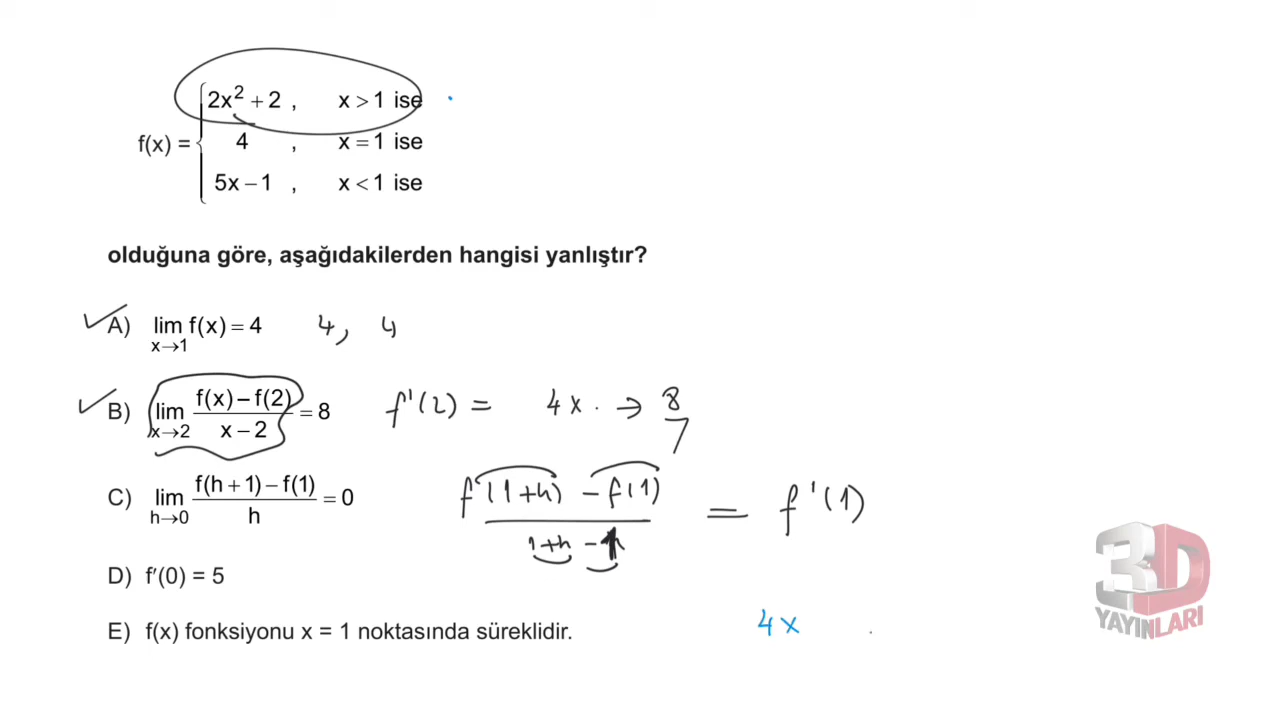 f(x) = { 2x² + 2 , x > 1 ise
4 , x = 1 ise
5x − 1 , x < 1 ise
olduğuna göre, aşağıdakilerden hangisi yanlıştır?
A) lim x→1 f(x) = 4 4, 4
B) lim x→2 (f(x) − f(2))/(x − 2) = 8 f'(2) = 4x. → 8
C) lim h→0 (f(h + 1) − f(1))/h = 0 (f(1+h) − f(1))/(1+h − 1) = f'(1)
D) f′(0) = 5
E) f(x) fonksiyonu x = 1 noktasında süreklidir. 4x
3D
YAYINLARI